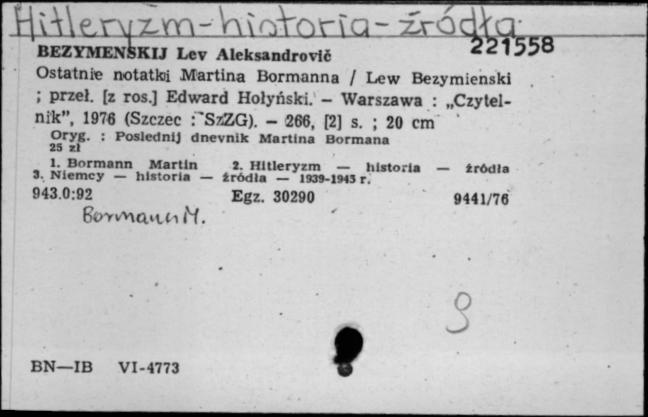 Hitleryzm-historia-źródła
221558
BEZYMENSKIJ Lev Aleksandrovič
Ostatnie notatki Martina Bormanna / Lew Bezymienski
; przeł. [z ros.] Edward Hołyński. – Warszawa : „Czytel-
nik”, 1976 (Szczec : SzZG). – 266, [2] s. ; 20 cm
Oryg. : Poslednij dnevnik Martina Bormana
25 zł
1. Bormann Martin 2. Hitleryzm — historia — źródła
3. Niemcy — historia — źródła — 1939-1945 r.
943.0:92 Egz. 30290 9441/76
Bormann M.
BN—IB VI-4773